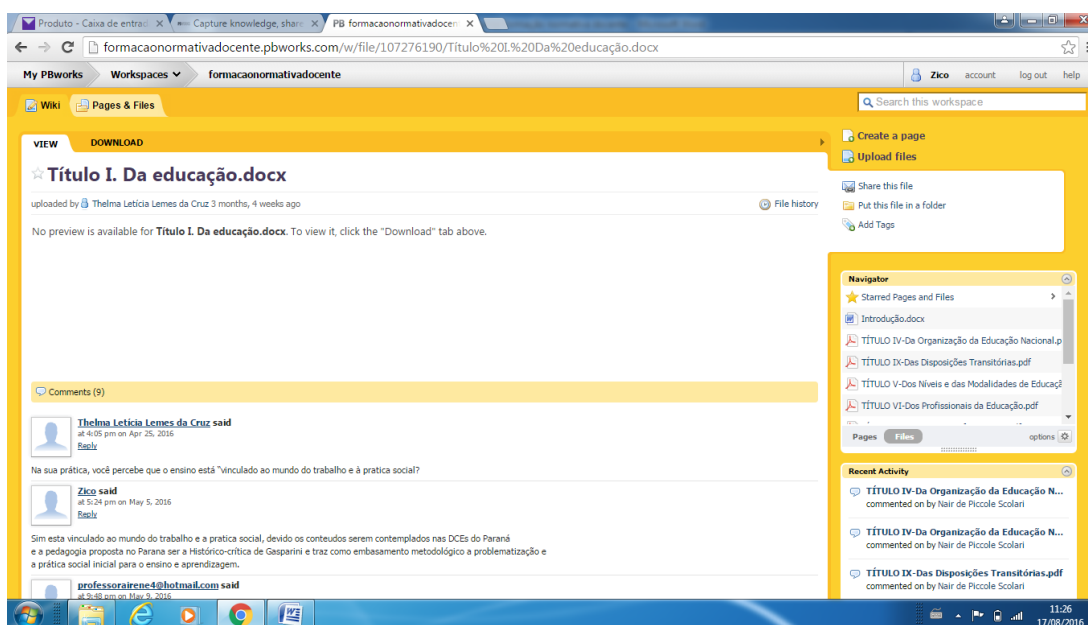 Produto - Caixa de entrad
Capture knowledge, share
PB formacaonormativadocen
formacaonormativadocente.pbworks.com/w/file/107276190/Título%20I.%20Da%20educação.docx
My PBworks Workspaces formacaonormativadocente
Zico account log out help
Wiki Pages & Files
Search this workspace
VIEW DOWNLOAD
Título I. Da educação.docx
uploaded by Thelma Letícia Lemes da Cruz 3 months, 4 weeks ago
File history
No preview is available for Título I. Da educação.docx. To view it, click the "Download" tab above.
Comments (9)
Thelma Letícia Lemes da Cruz said
at 4:05 pm on Apr 25, 2016
Reply
Na sua prática, você percebe que o ensino está "vinculado ao mundo do trabalho e à pratica social?
Zico said
at 5:24 pm on May 5, 2016
Reply
Sim esta vinculado ao mundo do trabalho e a pratica social, devido os conteudos serem contemplados nas DCEs do Paraná
e a pedagogia proposta no Parana ser a Histórico-crítica de Gasparini e traz como embasamento metodológico a problematização e
a prática social inicial para o ensino e aprendizagem.
professorairene4@hotmail.com said
at 9:48 pm on May 9, 2016
Create a page
Upload files
Share this file
Put this file in a folder
Add Tags
Navigator
Starred Pages and Files
Introdução.docx
TÍTULO IV-Da Organização da Educação Nacional.p
TÍTULO IX-Das Disposições Transitórias.pdf
TÍTULO V-Dos Níveis e das Modalidades de Educaçã
TÍTULO VI-Dos Profissionais da Educação.pdf
Pages Files options
Recent Activity
TÍTULO IV-Da Organização da Educação N...
commented on by Nair de Piccole Scolari
TÍTULO IV-Da Organização da Educação N...
commented on by Nair de Piccole Scolari
TÍTULO IX-Das Disposições Transitórias.pdf
commented on by Nair de Piccole Scolari
11:26
17/08/2016